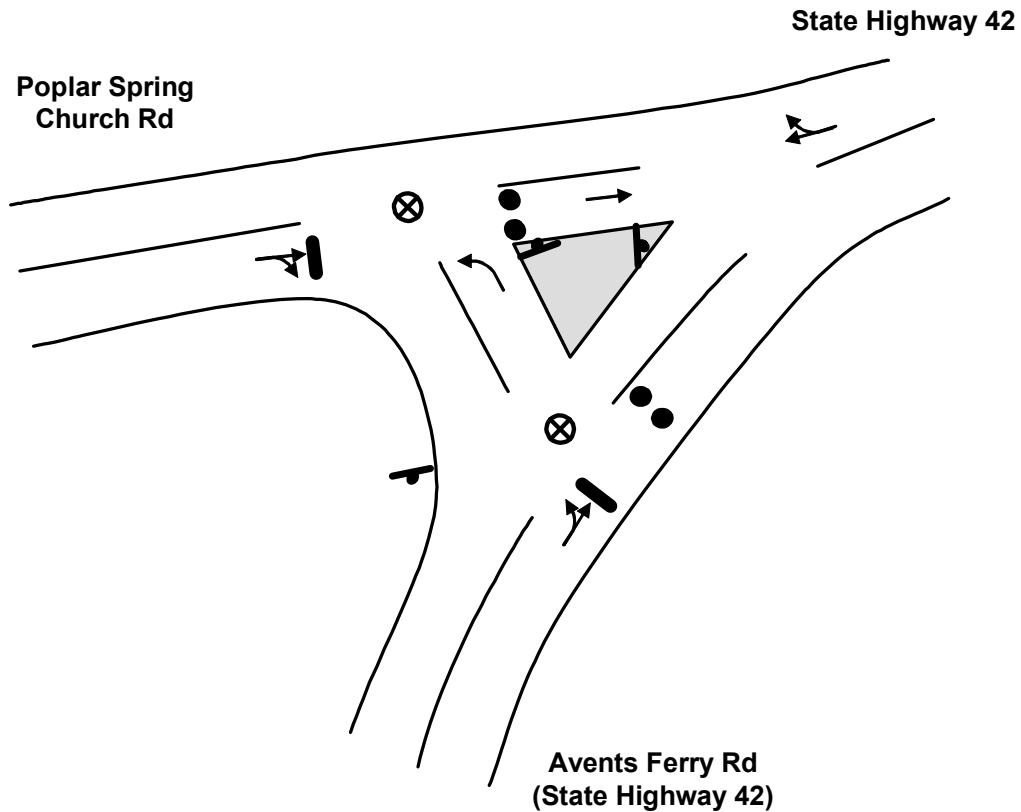 State Highway 42
Poplar Spring
Church Rd
Avents Ferry Rd
(State Highway 42)